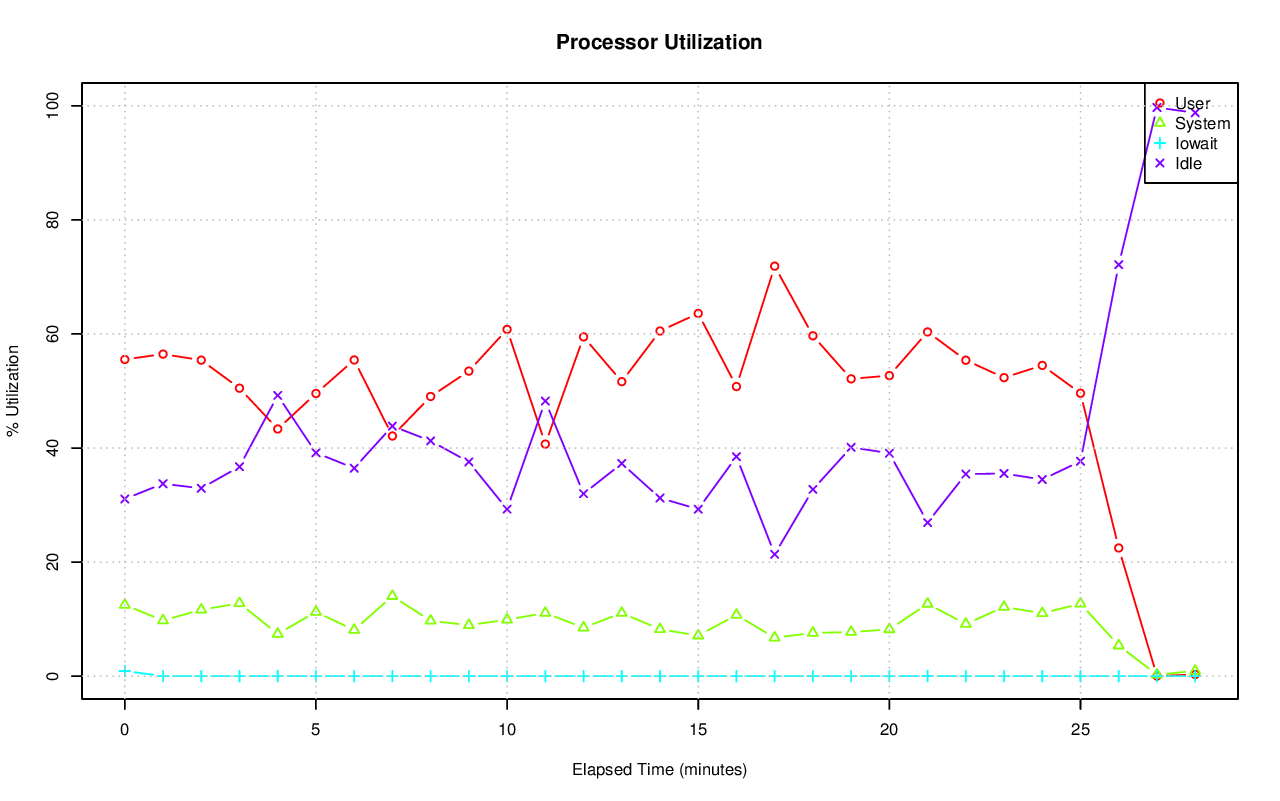 Processor Utilization
100
80
60
40
20
0
% Utilization
User
System
Iowait
Idle
0 5 10 15 20 25
Elapsed Time (minutes)